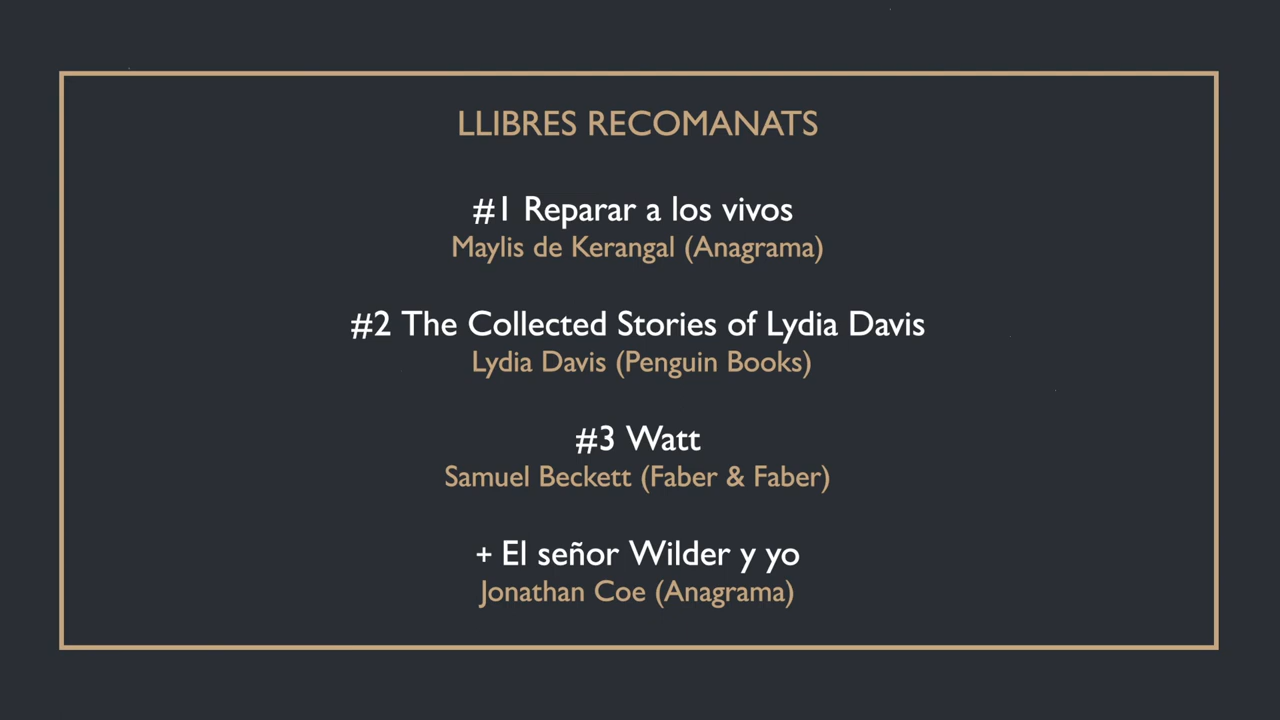 LLIBRES RECOMANATS
#1 Reparar a los vivos
Maylis de Kerangal (Anagrama)
#2 The Collected Stories of Lydia Davis
Lydia Davis (Penguin Books)
#3 Watt
Samuel Beckett (Faber & Faber)
+ El señor Wilder y yo
Jonathan Coe (Anagrama)